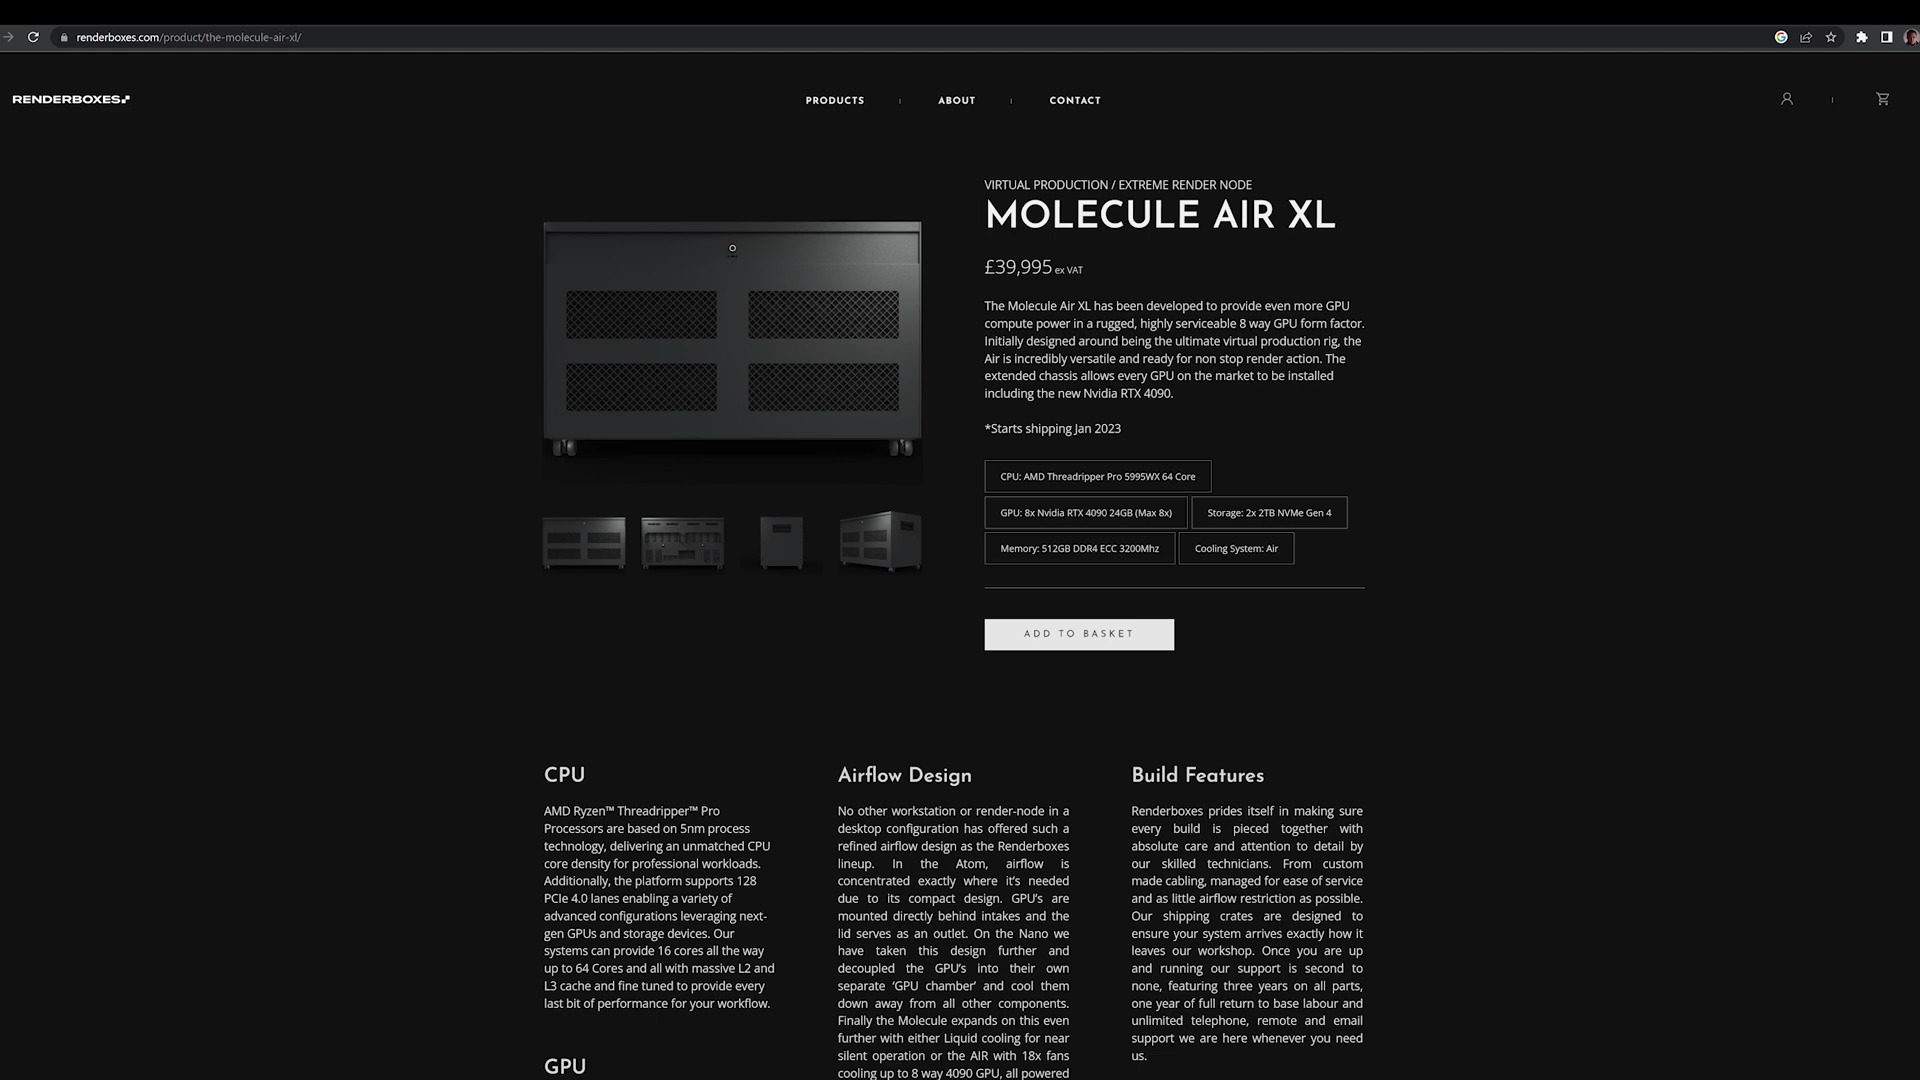 renderboxes.com/product/the-molecule-air-xl/
RENDERBOXES
PRODUCTS
ABOUT
CONTACT
VIRTUAL PRODUCTION / EXTREME RENDER NODE
MOLECULE AIR XL
£39,995 ex VAT
The Molecule Air XL has been developed to provide even more GPU
compute power in a rugged, highly serviceable 8 way GPU form factor.
Initially designed around being the ultimate virtual production rig, the
Air is incredibly versatile and ready for non stop render action. The
extended chassis allows every GPU on the market to be installed
including the new Nvidia RTX 4090.
*Starts shipping Jan 2023
CPU: AMD Threadripper Pro 5995WX 64 Core
GPU: 8x Nvidia RTX 4090 24GB (Max 8x)
Storage: 2x 2TB NVMe Gen 4
Memory: 512GB DDR4 ECC 3200Mhz
Cooling System: Air
ADD TO BASKET
CPU
AMD Ryzen™ Threadripper™ Pro
Processors are based on 5nm process
technology, delivering an unmatched CPU
core density for professional workloads.
Additionally, the platform supports 128
PCIe 4.0 lanes enabling a variety of
advanced configurations leveraging next-
gen GPUs and storage devices. Our
systems can provide 16 cores all the way
up to 64 Cores and all with massive L2 and
L3 cache and fine tuned to provide every
last bit of performance for your workflow.
GPU
Airflow Design
No other workstation or render-node in a
desktop configuration has offered such a
refined airflow design as the Renderboxes
lineup. In the Atom, airflow is
concentrated exactly where it's needed
due to its compact design. GPU's are
mounted directly behind intakes and the
lid serves as an outlet. On the Nano we
have taken this design further and
decoupled the GPU's into their own
separate 'GPU chamber' and cool them
down away from all other components.
Finally the Molecule expands on this even
further with either Liquid cooling for near
silent operation or the AIR with 18x fans
cooling up to 8 way 4090 GPU, all powered
Build Features
Renderboxes prides itself in making sure
every build is pieced together with
absolute care and attention to detail by
our skilled technicians. From custom
made cabling, managed for ease of service
and as little airflow restriction as possible.
Our shipping crates are designed to
ensure your system arrives exactly how it
leaves our workshop. Once you are up
and running our support is second to
none, featuring three years on all parts,
one year of full return to base labour and
unlimited telephone, remote and email
support we are here whenever you need
us.